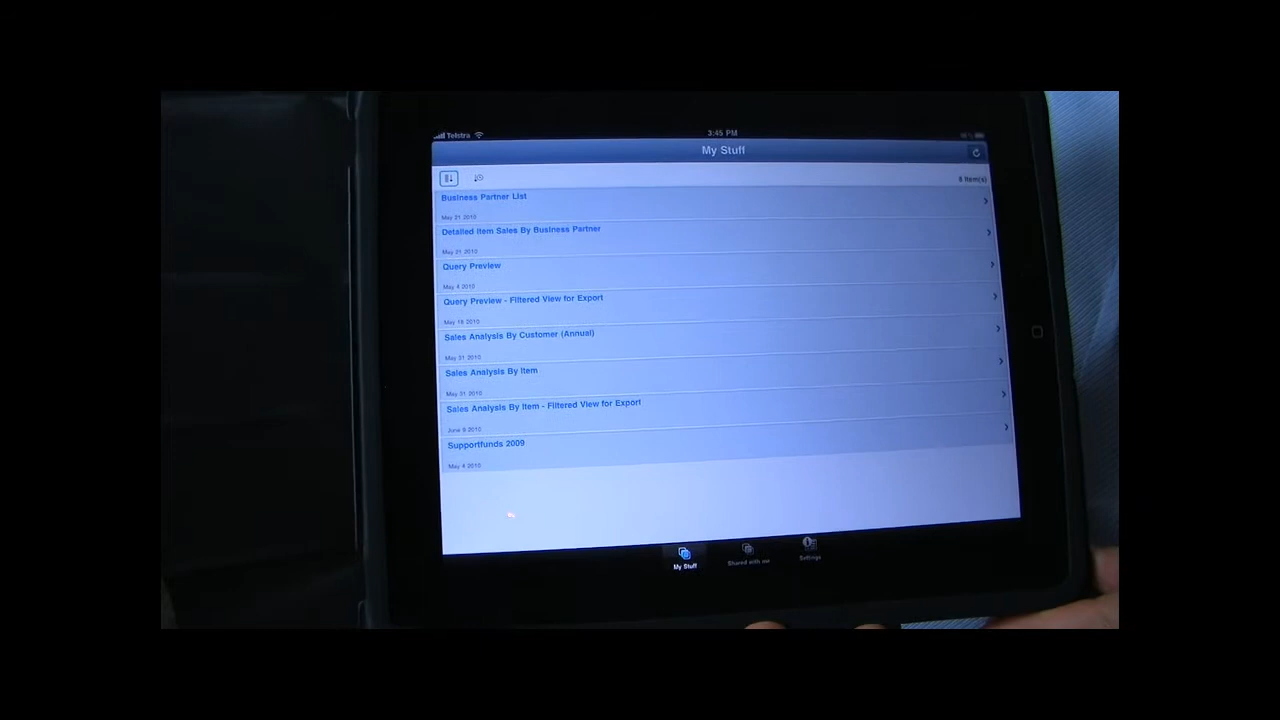 Telstra
3:45 PM
My Stuff
8 Item(s)
Business Partner List
May 21 2010
Detailed Item Sales By Business Partner
May 31 2010
Query Preview
May 4 2010
Query Preview - Filtered View for Export
May 18 2010
Sales Analysis By Customer (Annual)
May 31 2010
Sales Analysis By Item
May 31 2010
Sales Analysis By Item - Filtered View for Export
June 9 2010
Supportfunds 2009
May 4 2010
My Stuff
Shared with me
Settings